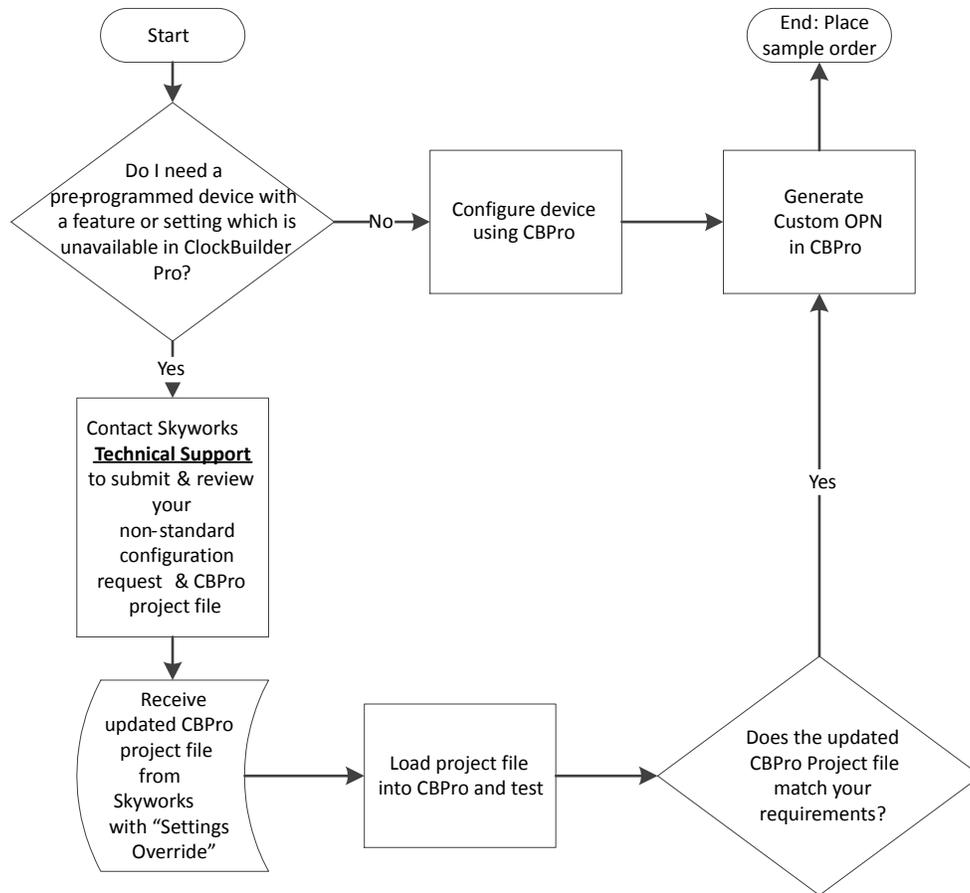 Start
End: Place
sample order
Do I need a
pre-programmed device with
a feature or setting which is
unavailable in ClockBuilder
Pro?
No
Configure device
using CBPro
Generate
Custom OPN
in CBPro
Yes
Contact Skyworks
Technical Support
to submit & review
your
non-standard
configuration
request & CBPro
project file
Yes
Receive
updated CBPro
project file
from
Skyworks
with “Settings
Override”
Load project file
into CBPro and test
Does the updated
CBPro Project file
match your
requirements?